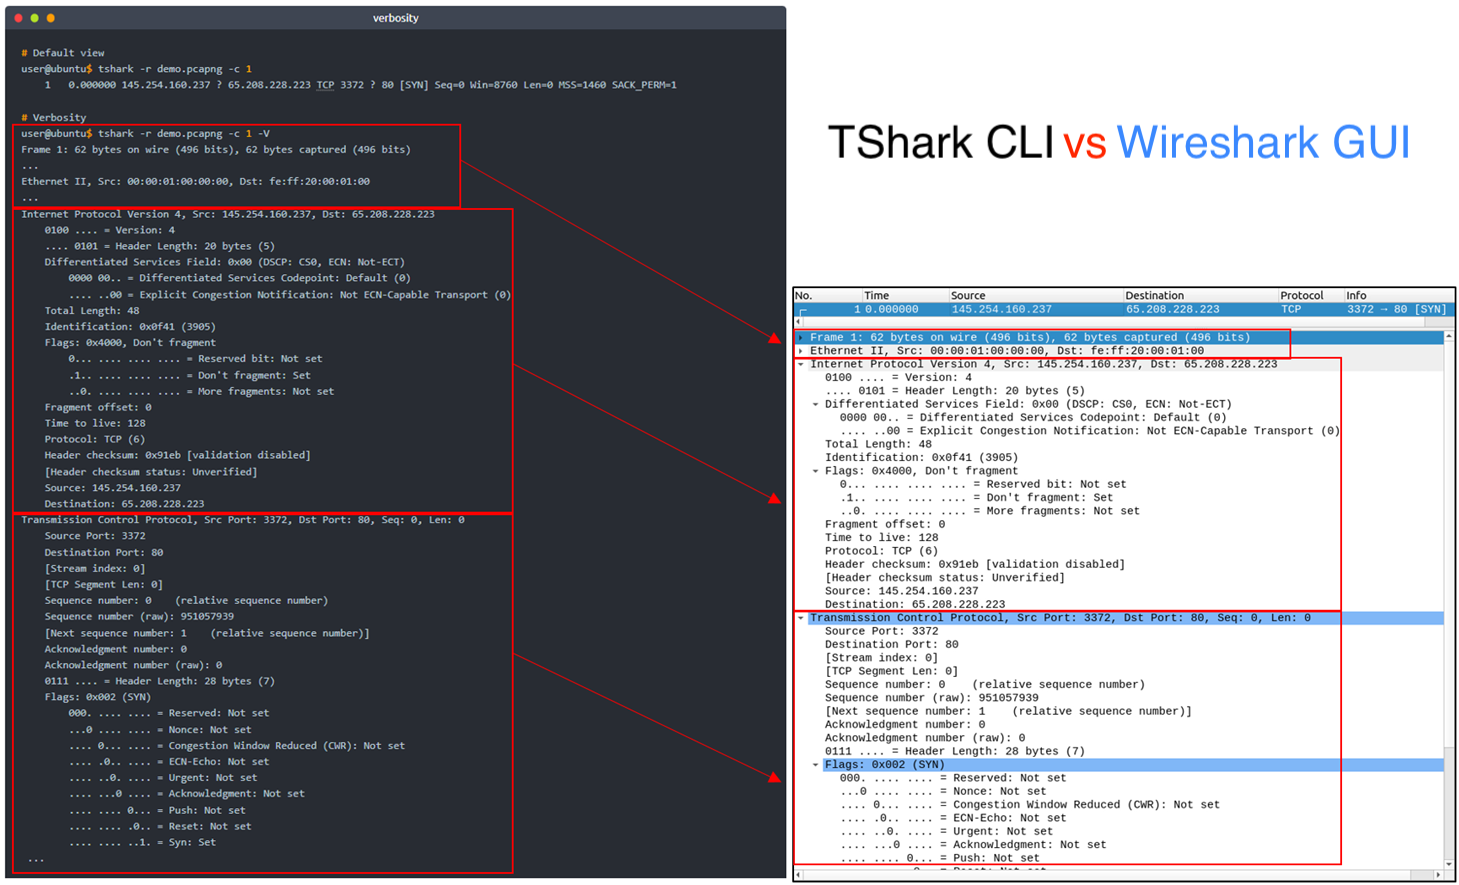 verbosity
# Default view
user@ubuntu$ tshark -r demo.pcapng -c 1
1 0.000000 145.254.160.237 ? 65.208.228.223 TCP 3372 ? 80 [SYN] Seq=0 Win=8760 Len=0 MSS=1460 SACK_PERM=1
# Verbosity
user@ubuntu$ tshark -r demo.pcapng -c 1 -V
Frame 1: 62 bytes on wire (496 bits), 62 bytes captured (496 bits)
...
Ethernet II, Src: 00:00:01:00:00:00, Dst: fe:ff:20:00:01:00
...
Internet Protocol Version 4, Src: 145.254.160.237, Dst: 65.208.228.223
0100 .... = Version: 4
.... 0101 = Header Length: 20 bytes (5)
Differentiated Services Field: 0x00 (DSCP: CS0, ECN: Not-ECT)
0000 00.. = Differentiated Services Codepoint: Default (0)
.... ..00 = Explicit Congestion Notification: Not ECN-Capable Transport (0)
Total Length: 48
Identification: 0x0f41 (3905)
Flags: 0x4000, Don't fragment
0... .... .... .... = Reserved bit: Not set
.1.. .... .... .... = Don't fragment: Set
..0. .... .... .... = More fragments: Not set
Fragment offset: 0
Time to live: 128
Protocol: TCP (6)
Header checksum: 0x91eb [validation disabled]
[Header checksum status: Unverified]
Source: 145.254.160.237
Destination: 65.208.228.223
Transmission Control Protocol, Src Port: 3372, Dst Port: 80, Seq: 0, Len: 0
Source Port: 3372
Destination Port: 80
[Stream index: 0]
[TCP Segment Len: 0]
Sequence number: 0 (relative sequence number)
Sequence number (raw): 951057939
[Next sequence number: 1 (relative sequence number)]
Acknowledgment number: 0
Acknowledgment number (raw): 0
0111 .... = Header Length: 28 bytes (7)
Flags: 0x002 (SYN)
000. .... .... = Reserved: Not set
...0 .... .... = Nonce: Not set
.... 0... .... = Congestion Window Reduced (CWR): Not set
.... .0.. .... = ECN-Echo: Not set
.... ..0. .... = Urgent: Not set
.... ...0 .... = Acknowledgment: Not set
.... .... 0... = Push: Not set
.... .... .0.. = Reset: Not set
.... .... ..1. = Syn: Set
...
TShark CLI vs Wireshark GUI
No. Time Source Destination Protocol Info
1 0.000000 145.254.160.237 65.208.228.223 TCP 3372 → 80 [SYN]
Frame 1: 62 bytes on wire (496 bits), 62 bytes captured (496 bits)
Ethernet II, Src: 00:00:01:00:00:00, Dst: fe:ff:20:00:01:00
Internet Protocol Version 4, Src: 145.254.160.237, Dst: 65.208.228.223
0100 .... = Version: 4
.... 0101 = Header Length: 20 bytes (5)
Differentiated Services Field: 0x00 (DSCP: CS0, ECN: Not-ECT)
0000 00.. = Differentiated Services Codepoint: Default (0)
.... ..00 = Explicit Congestion Notification: Not ECN-Capable Transport (0)
Total Length: 48
Identification: 0x0f41 (3905)
Flags: 0x4000, Don't fragment
0... .... .... .... = Reserved bit: Not set
.1.. .... .... .... = Don't fragment: Set
..0. .... .... .... = More fragments: Not set
Fragment offset: 0
Time to live: 128
Protocol: TCP (6)
Header checksum: 0x91eb [validation disabled]
[Header checksum status: Unverified]
Source: 145.254.160.237
Destination: 65.208.228.223
Transmission Control Protocol, Src Port: 3372, Dst Port: 80, Seq: 0, Len: 0
Source Port: 3372
Destination Port: 80
[Stream index: 0]
[TCP Segment Len: 0]
Sequence number: 0 (relative sequence number)
Sequence number (raw): 951057939
[Next sequence number: 1 (relative sequence number)]
Acknowledgment number: 0
Acknowledgment number (raw): 0
0111 .... = Header Length: 28 bytes (7)
Flags: 0x002 (SYN)
000. .... .... = Reserved: Not set
...0 .... .... = Nonce: Not set
.... 0... .... = Congestion Window Reduced (CWR): Not set
.... .0.. .... = ECN-Echo: Not set
.... ..0. .... = Urgent: Not set
.... ...0 .... = Acknowledgment: Not set
.... .... 0... = Push: Not set